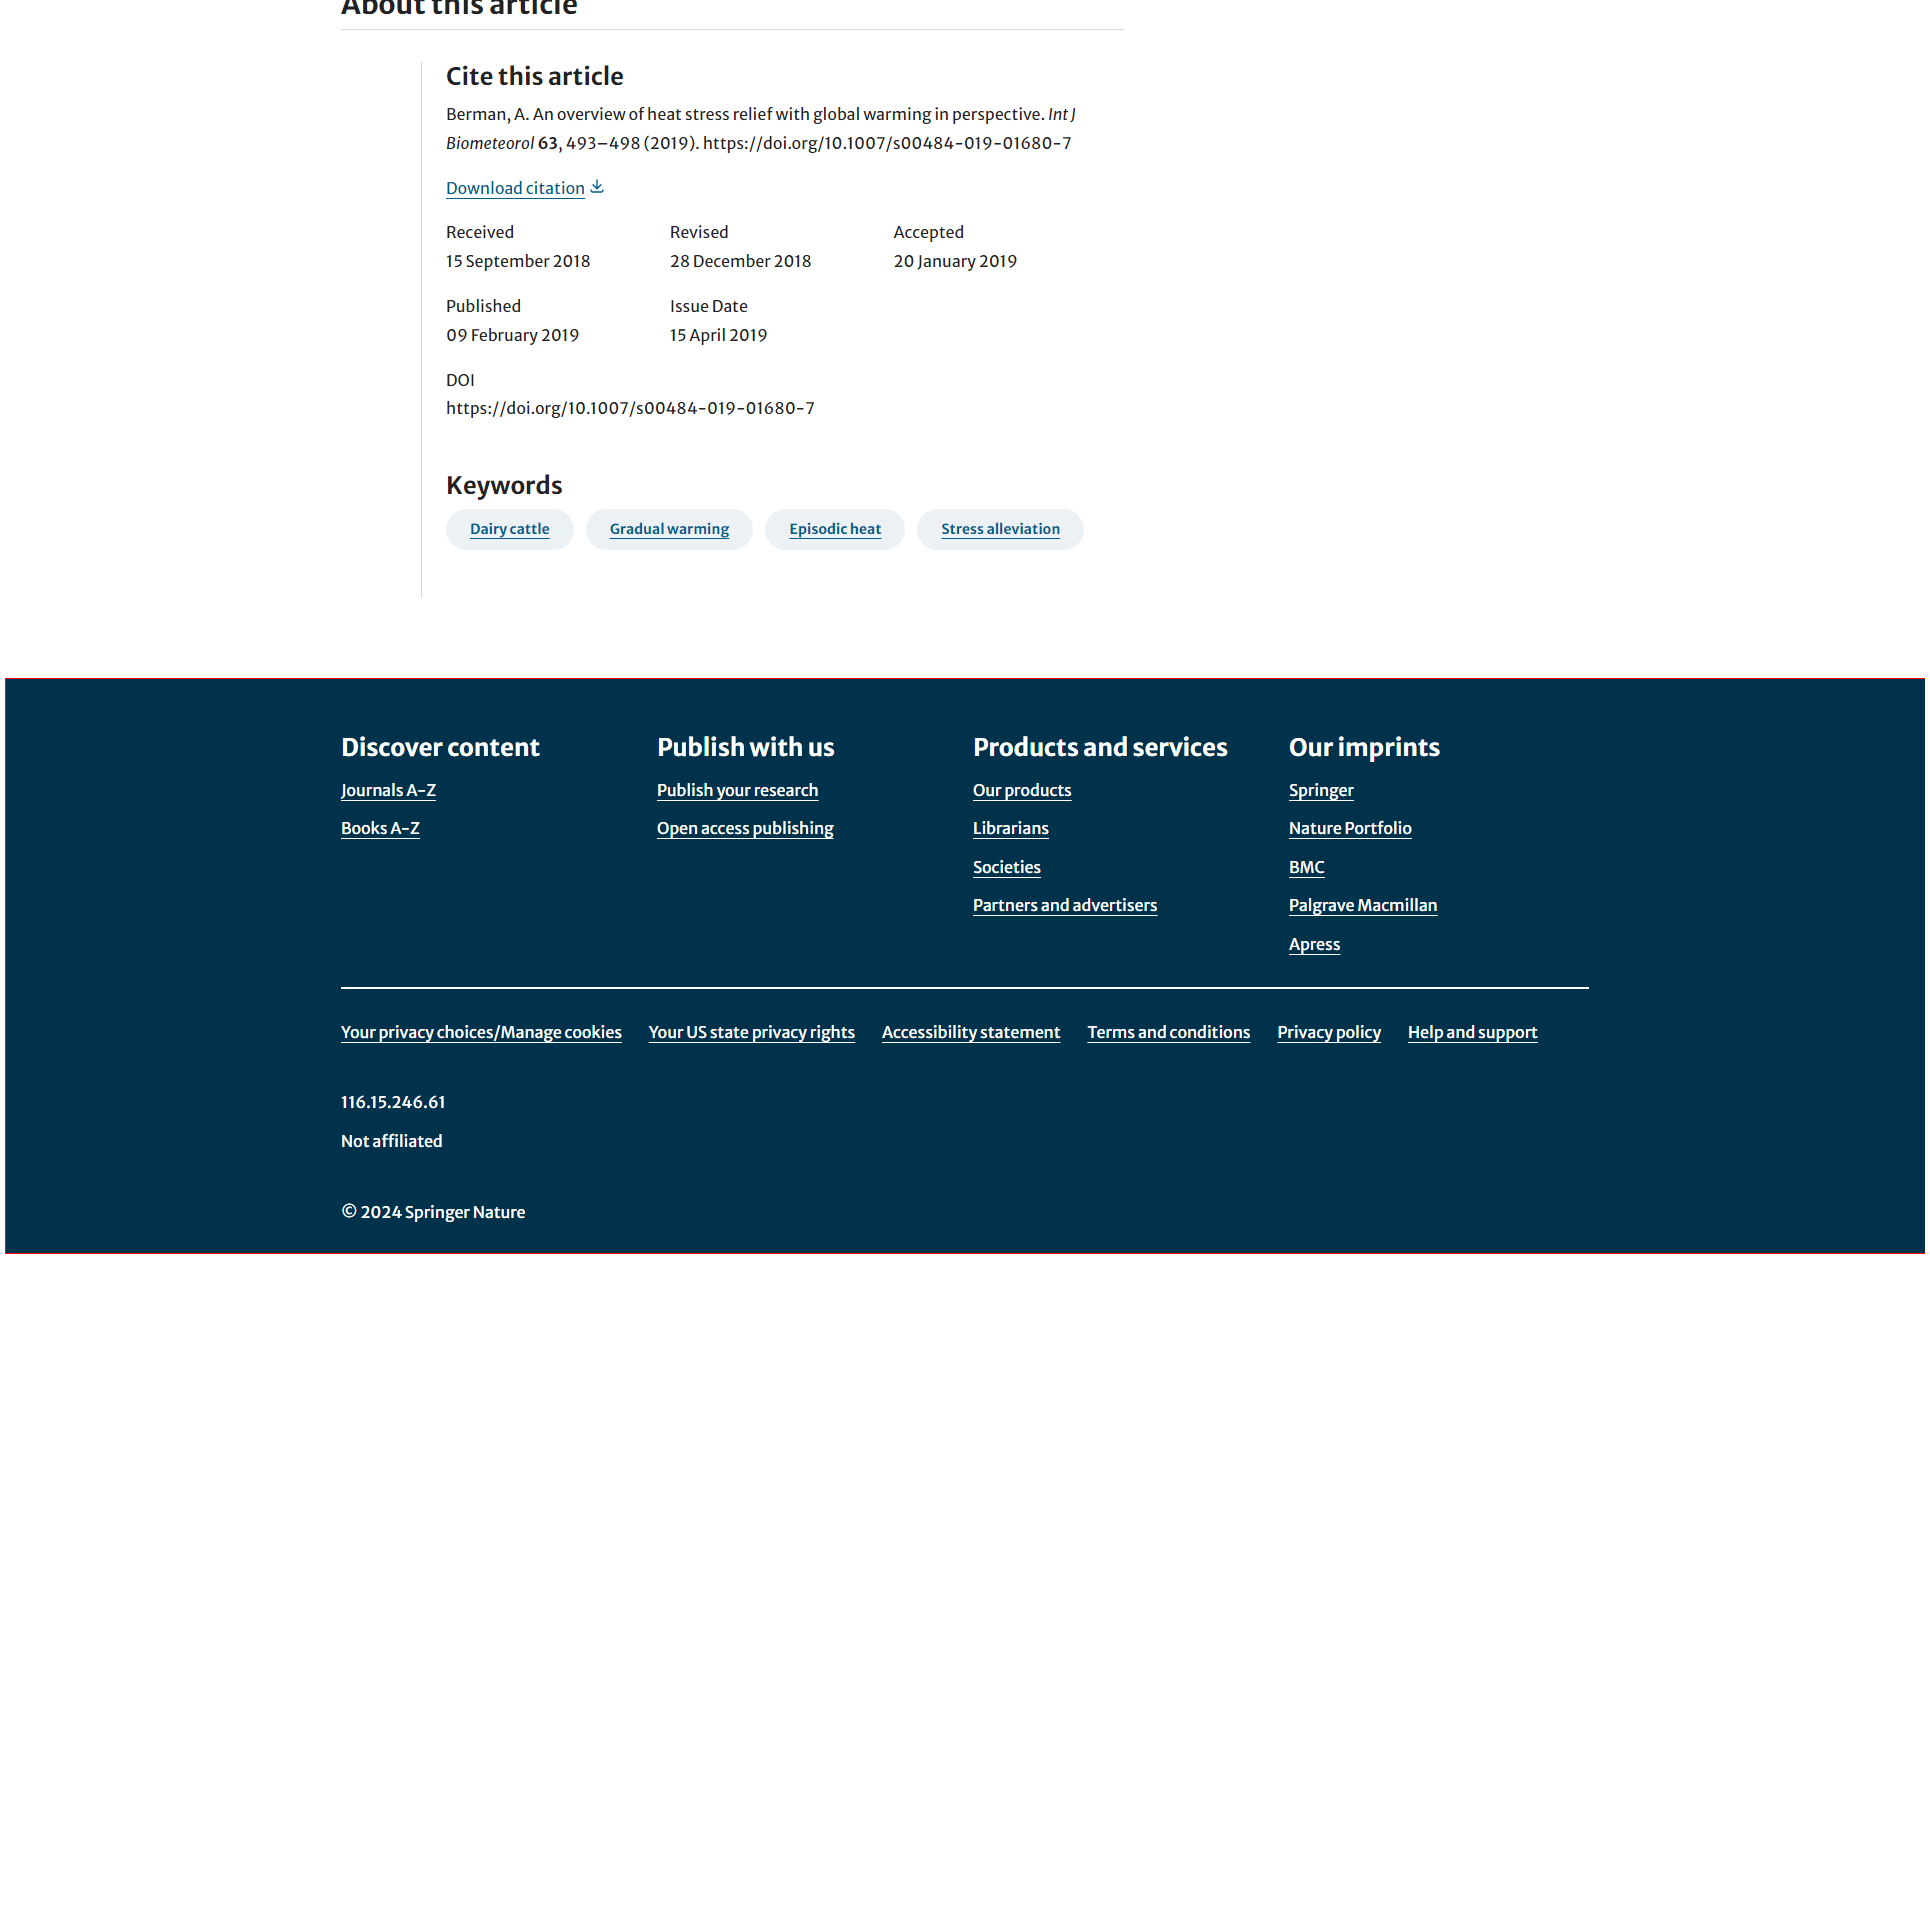 About this article
Cite this article
Berman, A. An overview of heat stress relief with global warming in perspective. Int J
Biometeorol 63, 493–498 (2019). https://doi.org/10.1007/s00484-019-01680-7
Download citation
Received
15 September 2018
Revised
28 December 2018
Accepted
20 January 2019
Published
09 February 2019
Issue Date
15 April 2019
DOI
https://doi.org/10.1007/s00484-019-01680-7
Keywords
Dairy cattle
Gradual warming
Episodic heat
Stress alleviation
Discover content
Journals A-Z
Books A-Z
Publish with us
Publish your research
Open access publishing
Products and services
Our products
Librarians
Societies
Partners and advertisers
Our imprints
Springer
Nature Portfolio
BMC
Palgrave Macmillan
Apress
Your privacy choices/Manage cookies
Your US state privacy rights
Accessibility statement
Terms and conditions
Privacy policy
Help and support
116.15.246.61
Not affiliated
© 2024 Springer Nature